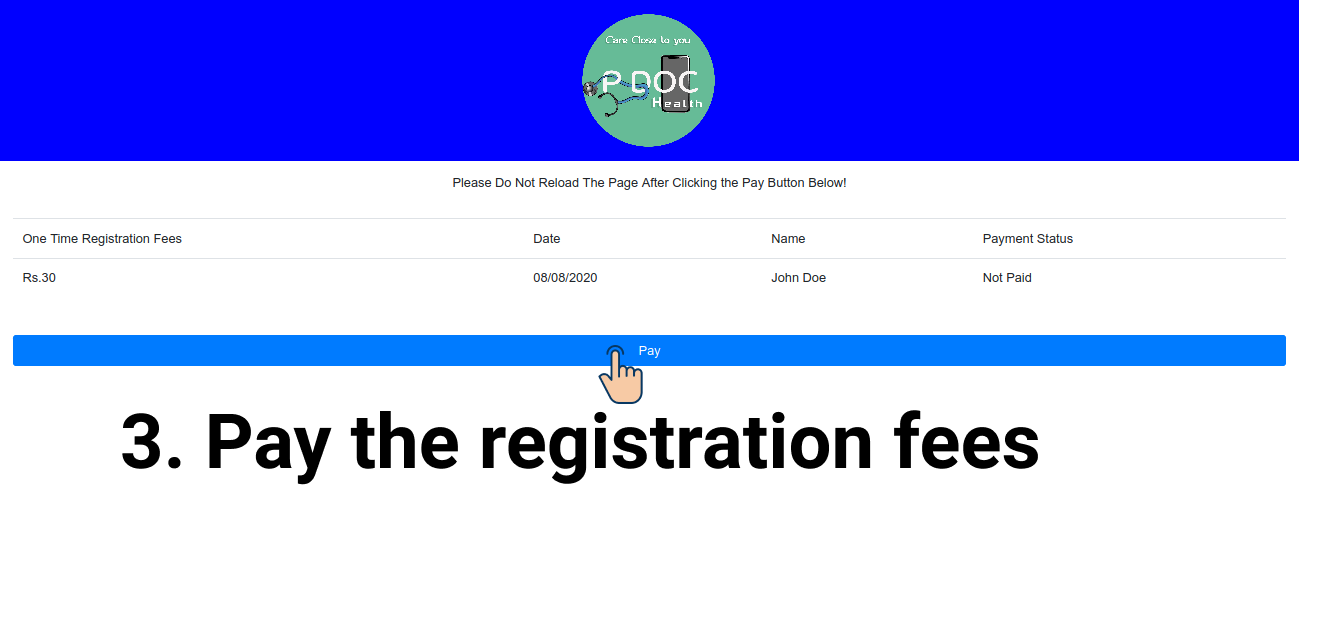 Care Close to you
P DOC
Health
Please Do Not Reload The Page After Clicking the Pay Button Below!
One Time Registration Fees Date Name Payment Status
Rs.30 08/08/2020 John Doe Not Paid
Pay
3. Pay the registration fees